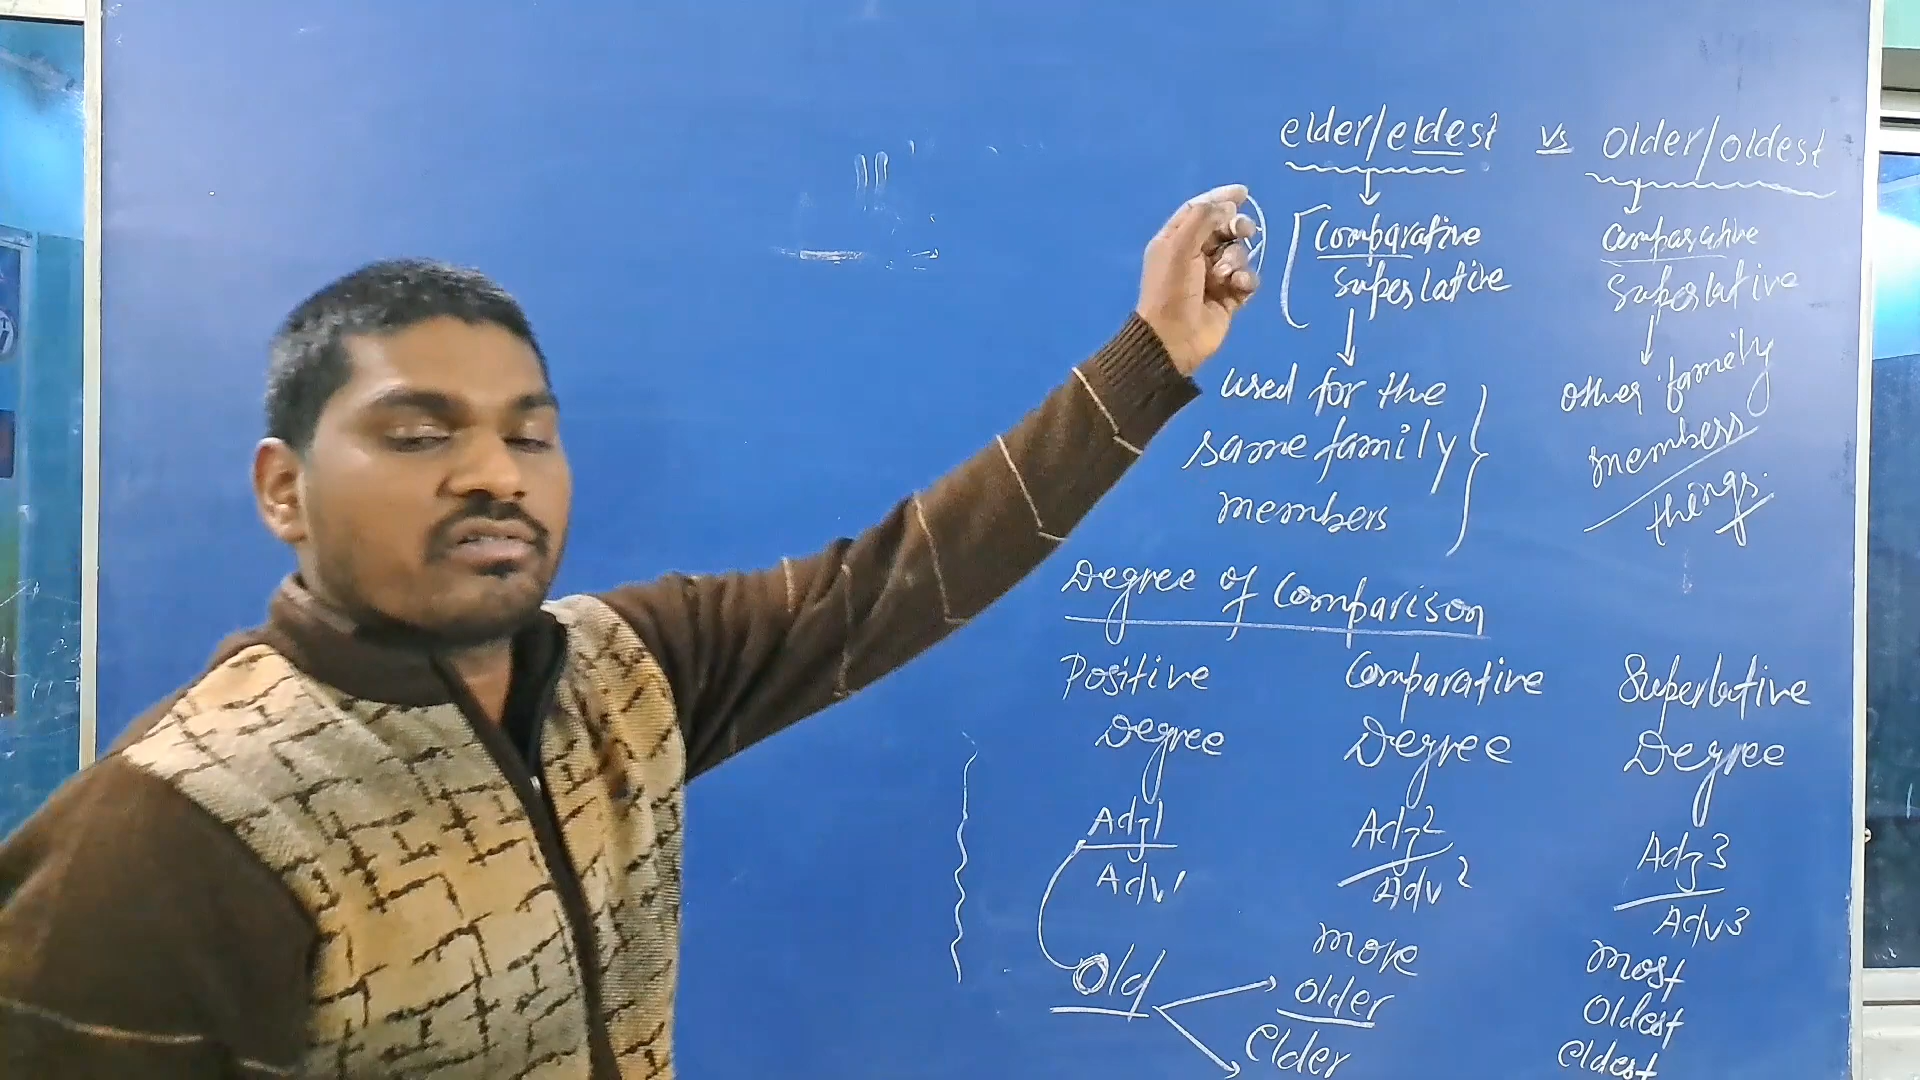 elder/eldest vs older/oldest
Comparative Comparative
Superlative Superlative
used for the other family
same family members
members things.
Degree of Comparison
Positive Comparative Superlative
Degree Degree Degree
Adj1 Adj2 Adj3
Adv1 Adv2 Adv3
more most
Old older oldest
elder eldest